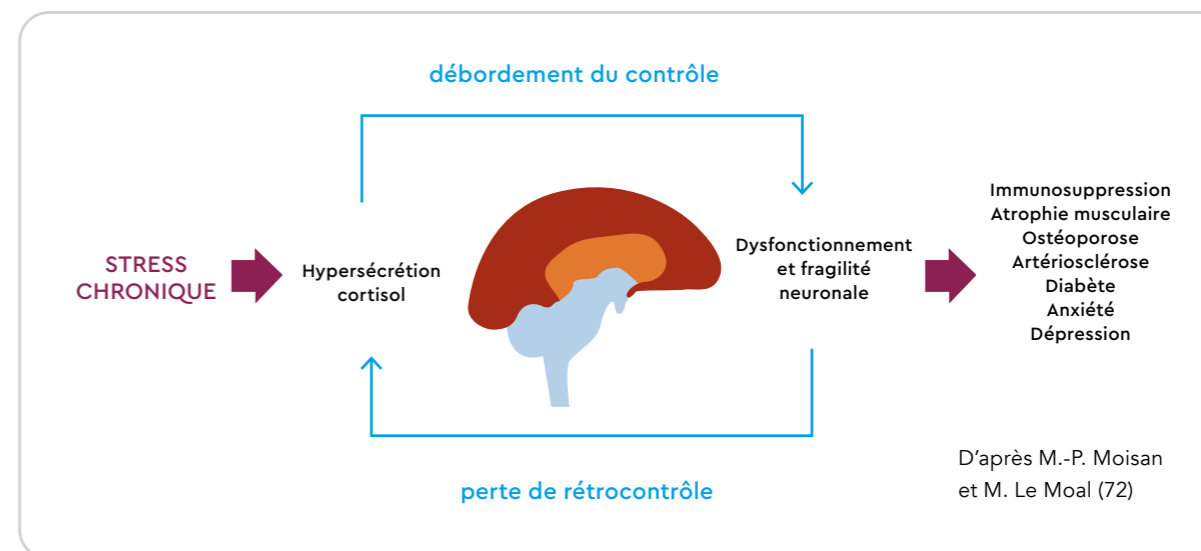 débordement du contrôle
STRESS
CHRONIQUE
Hypersécrétion
cortisol
Dysfonctionnement
et fragilité
neuronale
Immunosuppression
Atrophie musculaire
Ostéoporose
Artériosclérose
Diabète
Anxiété
Dépression
perte de rétrocontrôle
D'après M.-P. Moisan
et M. Le Moal (72)